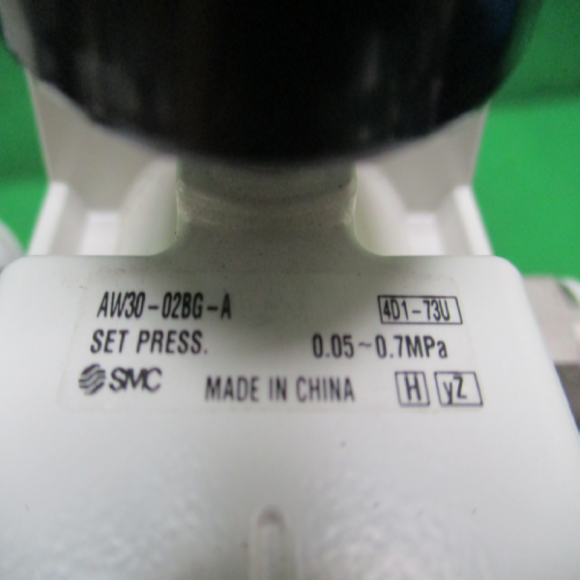 AW30-02BG-A 4D1-73U
SET PRESS. 0.05~0.7MPa
SMC MADE IN CHINA H yZ